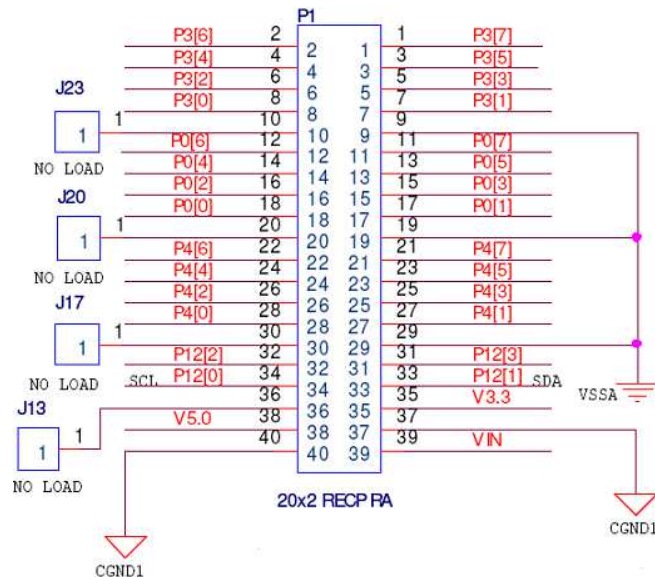 P1
P3[6] 2 2 1 1 P3[7]
P3[4] 4 4 3 3 P3[5]
P3[2] 6 6 5 5 P3[3]
P3[0] 8 8 7 7 P3[1]
J23 1 1 10 10 9 9
NO LOAD
P0[6] 12 12 11 11 P0[7]
P0[4] 14 14 13 13 P0[5]
P0[2] 16 16 15 15 P0[3]
P0[0] 18 18 17 17 P0[1]
J20 1 1 20 20 19 19
NO LOAD
P4[6] 22 22 21 21 P4[7]
P4[4] 24 24 23 23 P4[5]
P4[2] 26 26 25 25 P4[3]
P4[0] 28 28 27 27 P4[1]
J17 1 1 30 30 29 29
NO LOAD
P12[2] 32 32 31 31 P12[3]
SCL P12[0] 34 34 33 33 P12[1] SDA
VSSA
J13 1 1 36 36 35 35 V3.3
NO LOAD
V5.0 38 38 37 37
40 40 39 39 VIN
20x2 RECP RA
CGND1
CGND1